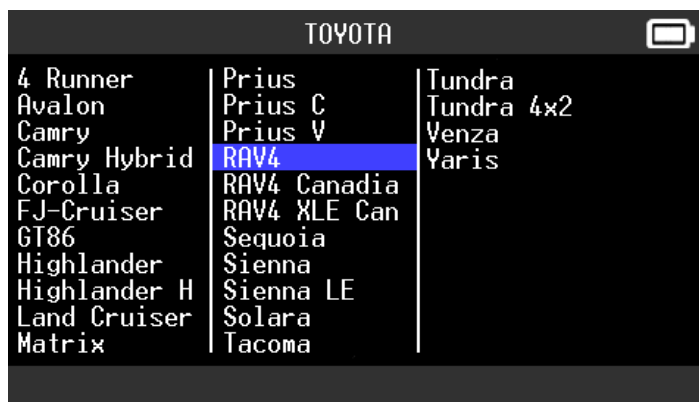 TOYOTA
4 Runner
Avalon
Camry
Camry Hybrid
Corolla
FJ-Cruiser
GT86
Highlander
Highlander H
Land Cruiser
Matrix
Prius
Prius C
Prius V
RAV4
RAV4 Canadia
RAV4 XLE Can
Sequoia
Sienna
Sienna LE
Solara
Tacoma
Tundra
Tundra 4x2
Venza
Yaris